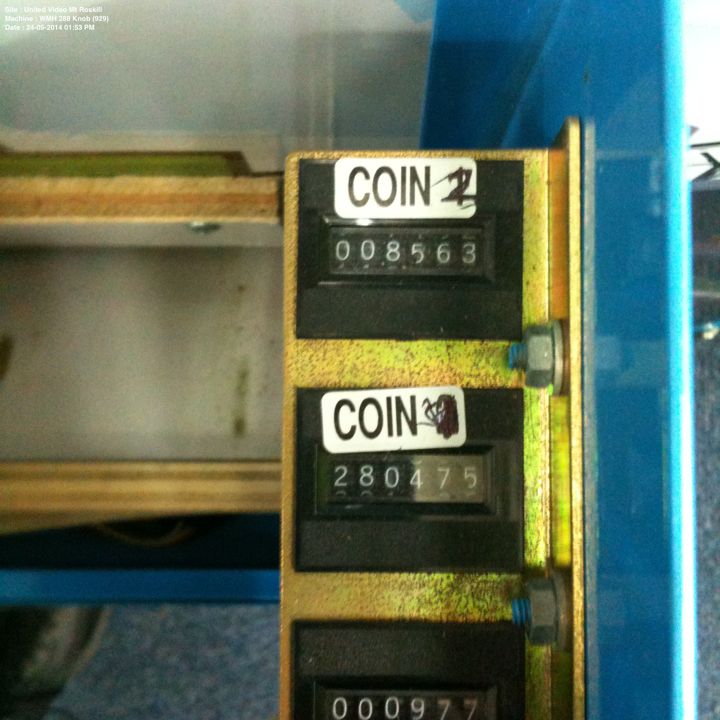 Site : United Video Mt Roskill
Machine : WMH 288 Knob (929)
Date : 24-05-2014 01:53 PM
COIN 2
008563
COIN
280475
000977